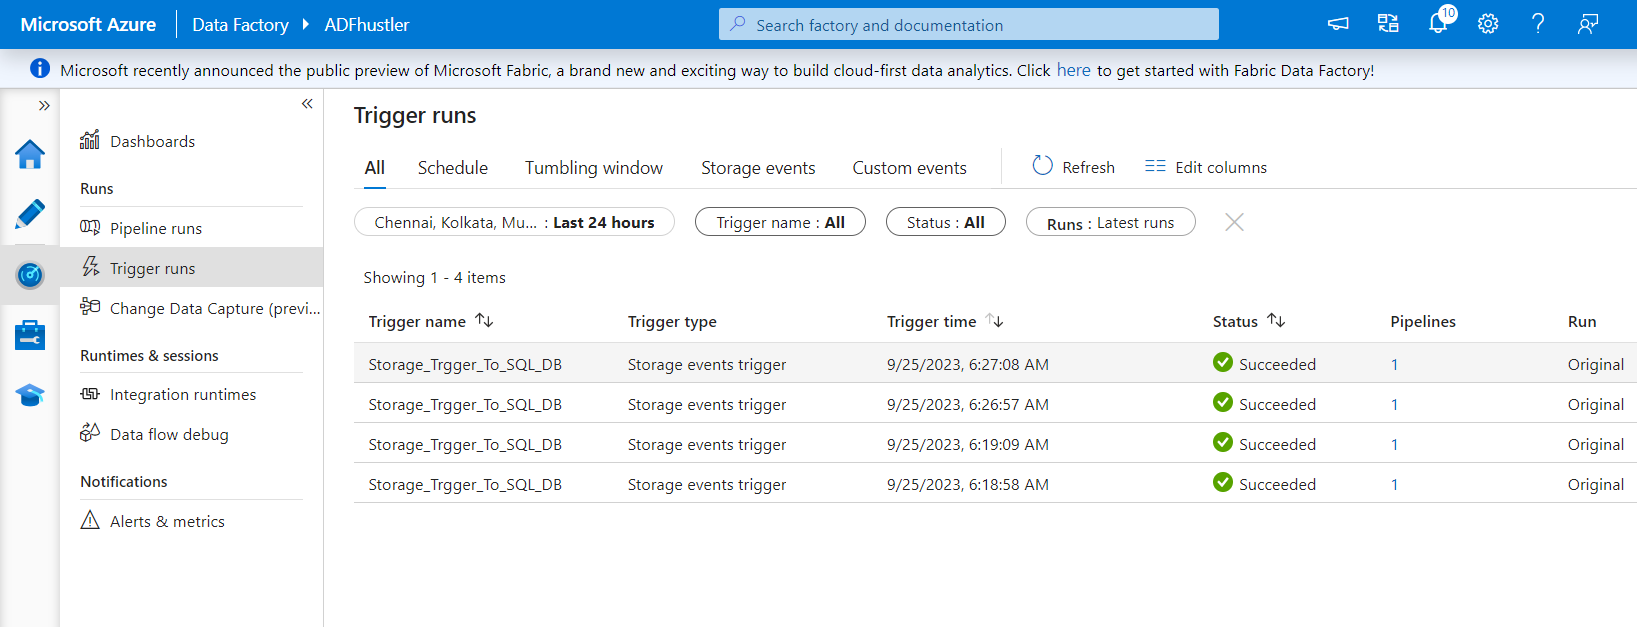 Microsoft Azure Data Factory ADFhustler Search factory and documentation 10
Microsoft recently announced the public preview of Microsoft Fabric, a brand new and exciting way to build cloud-first data analytics. Click here to get started with Fabric Data Factory!
Dashboards
Runs
Pipeline runs
Trigger runs
Change Data Capture (previ...
Runtimes & sessions
Integration runtimes
Data flow debug
Notifications
Alerts & metrics
Trigger runs
All Schedule Tumbling window Storage events Custom events Refresh Edit columns
Chennai, Kolkata, Mu... : Last 24 hours Trigger name : All Status : All Runs : Latest runs
Showing 1 - 4 items
Trigger name Trigger type Trigger time Status Pipelines Run
Storage_Trgger_To_SQL_DB Storage events trigger 9/25/2023, 6:27:08 AM Succeeded 1 Original
Storage_Trgger_To_SQL_DB Storage events trigger 9/25/2023, 6:26:57 AM Succeeded 1 Original
Storage_Trgger_To_SQL_DB Storage events trigger 9/25/2023, 6:19:09 AM Succeeded 1 Original
Storage_Trgger_To_SQL_DB Storage events trigger 9/25/2023, 6:18:58 AM Succeeded 1 Original